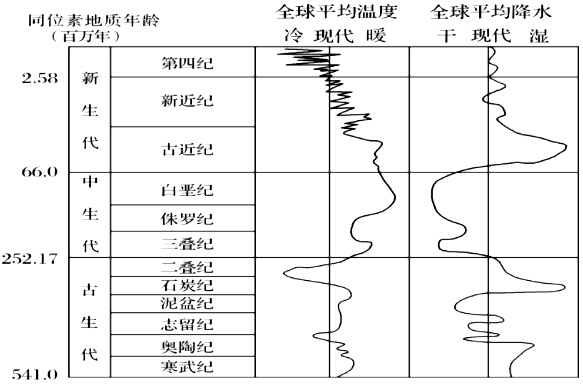 同位素地质年龄
(百万年)
全球平均温度
全球平均降水
冷 现代 暖
干 现代 湿
2.58
66.0
252.17
541.0
新生代
中生代
古生代
第四纪
新近纪
古近纪
白垩纪
侏罗纪
三叠纪
二叠纪
石炭纪
泥盆纪
志留纪
奥陶纪
寒武纪